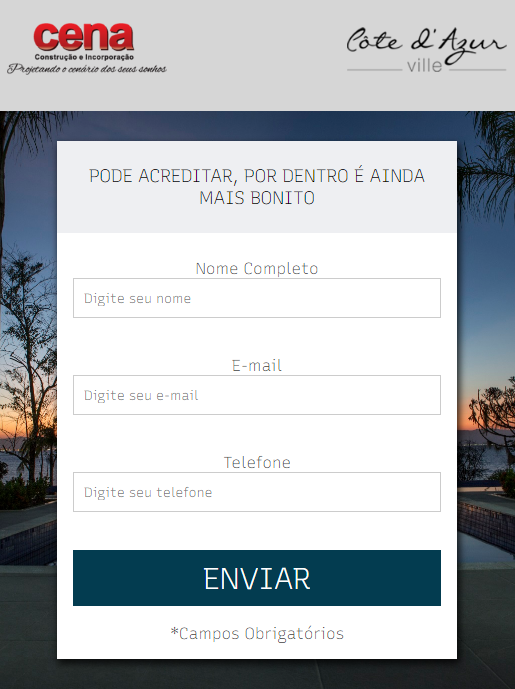 cena
Construção e Incorporação
Projetando o cenário dos seus sonhos
Côte d'Azur
ville
PODE ACREDITAR, POR DENTRO É AINDA
MAIS BONITO
Nome Completo
Digite seu nome
E-mail
Digite seu e-mail
Telefone
Digite seu telefone
ENVIAR
*Campos Obrigatórios